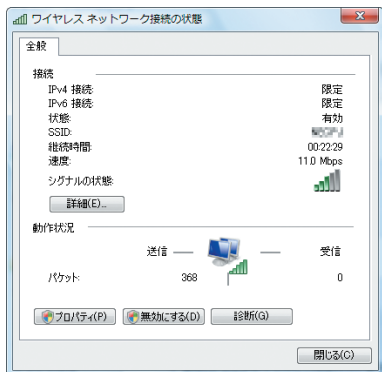 ワイヤレス ネットワーク接続の状態
全般
接続
IPv4 接続: 限定
IPv6 接続: 限定
状態: 有効
SSID:
継続時間: 00:22:29
速度: 11.0 Mbps
シグナルの状態:
詳細(E)...
動作状況
送信 受信
パケット: 368 0
プロパティ(P) 無効にする(D) 診断(G)
閉じる(C)